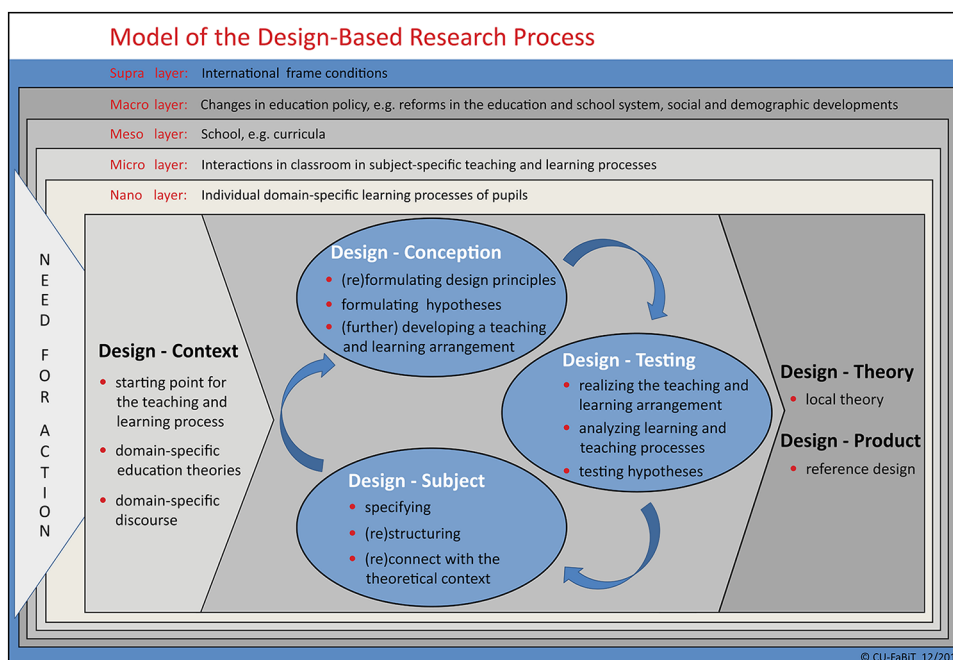 Model of the Design-Based Research Process
Supra layer: International frame conditions
Macro layer: Changes in education policy, e.g. reforms in the education and school system, social and demographic developments
Meso layer: School, e.g. curricula
Micro layer: Interactions in classroom in subject-specific teaching and learning processes
Nano layer: Individual domain-specific learning processes of pupils
NEED FOR ACTION
Design - Context
• starting point for
the teaching and
learning process
• domain-specific
education theories
• domain-specific
discourse
Design - Conception
• (re)formulating design principles
• formulating hypotheses
• (further) developing a teaching
and learning arrangement
Design - Testing
• realizing the teaching and
learning arrangement
• analyzing learning and
teaching processes
• testing hypotheses
Design - Subject
• specifying
• (re)structuring
• (re)connect with the
theoretical context
Design - Theory
• local theory
Design - Product
• reference design
© CU-FaBiT 12/201